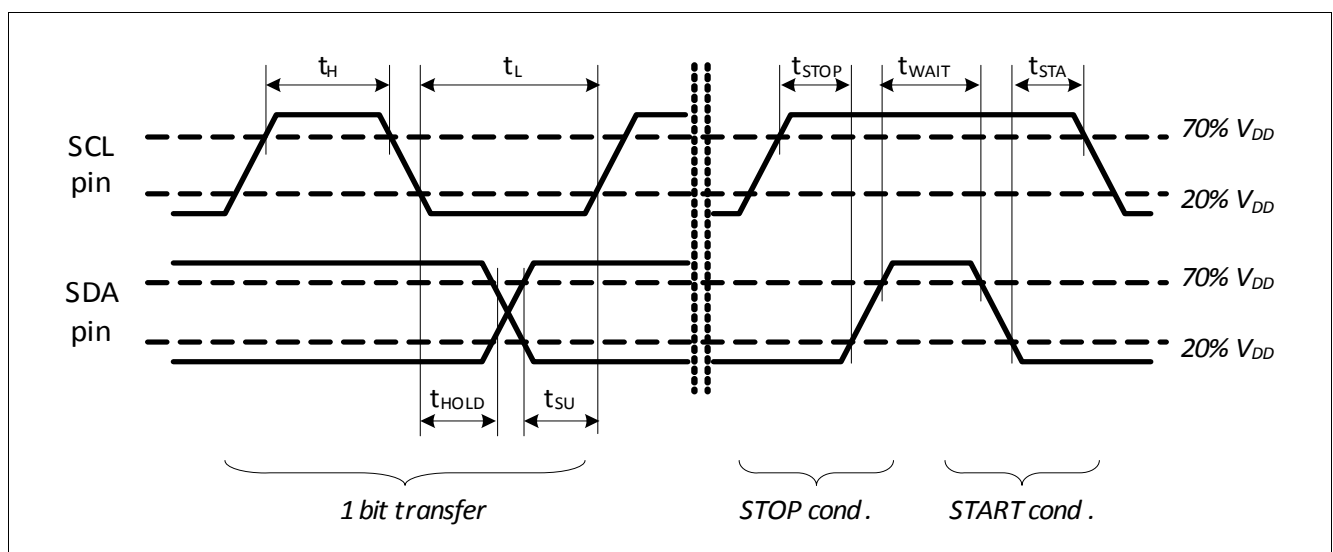 tH
tL
tSTOP
tWAIT
tSTA
SCL
pin
70% VDD
20% VDD
SDA
pin
70% VDD
20% VDD
tHOLD
tSU
1 bit transfer
STOP cond .
START cond .